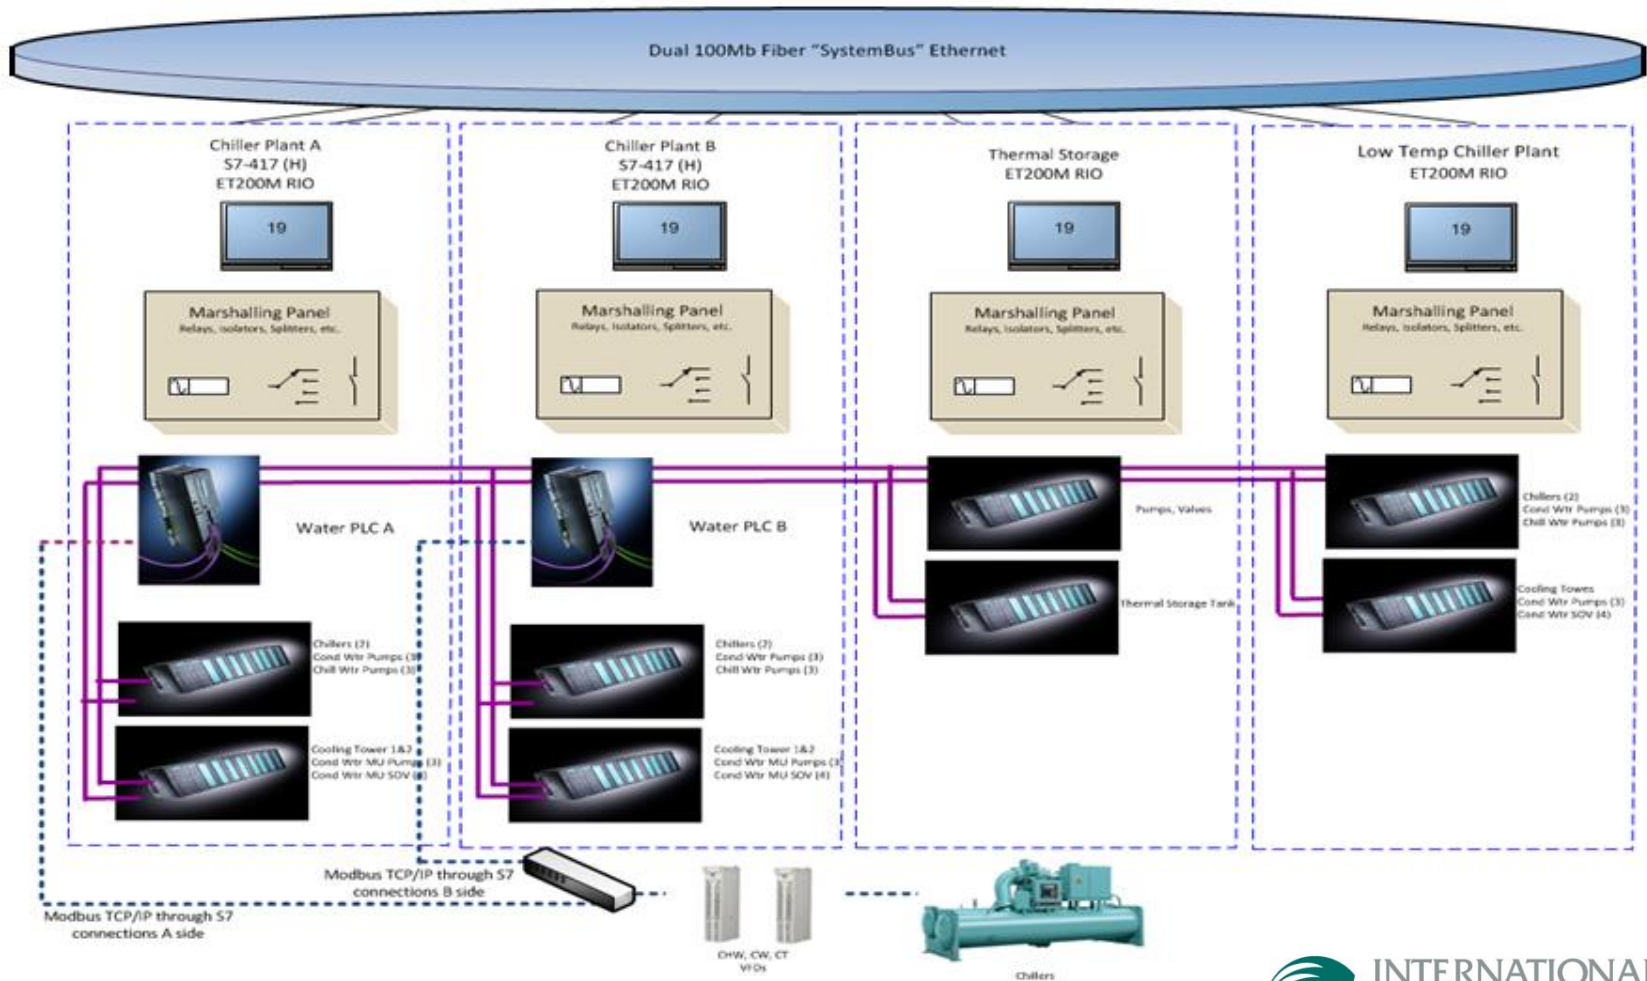 Dual 100Mb Fiber “SystemBus” Ethernet
Chiller Plant A
S7-417 (H)
ET200M RIO
19
Marshalling Panel
Relays, Isolators, Splitters, etc.
Water PLC A
Chillers (2)
Cond Wtr Pumps (3)
Chill Wtr Pumps (3)
Cooling Tower 1&2
Cond Wtr MU Pumps (3)
Cond Wtr MU SOV
Chiller Plant B
S7-417 (H)
ET200M RIO
19
Marshalling Panel
Relays, Isolators, Splitters, etc.
Water PLC B
Chillers (2)
Cond Wtr Pumps (3)
Chill Wtr Pumps (3)
Cooling Tower 1&2
Cond Wtr MU Pumps (3
Cond Wtr MU SOV (4)
Thermal Storage
ET200M RIO
19
Marshalling Panel
Relays, Isolators, Splitters, etc.
Pumps, Valves
Thermal Storage Tank
Low Temp Chiller Plant
ET200M RIO
19
Marshalling Panel
Relays, Isolators, Splitters, etc.
Chillers (2)
Cond Wtr Pumps (3)
Chill Wtr Pumps (3)
Cooling Towes
Cond Wtr Pumps (3)
Cond Wtr SOV (4)
Modbus TCP/IP through S7
connections B side
Modbus TCP/IP through S7
connections A side
CHW, CW, CT
VFDs
Chillers
INTERNATIONAL